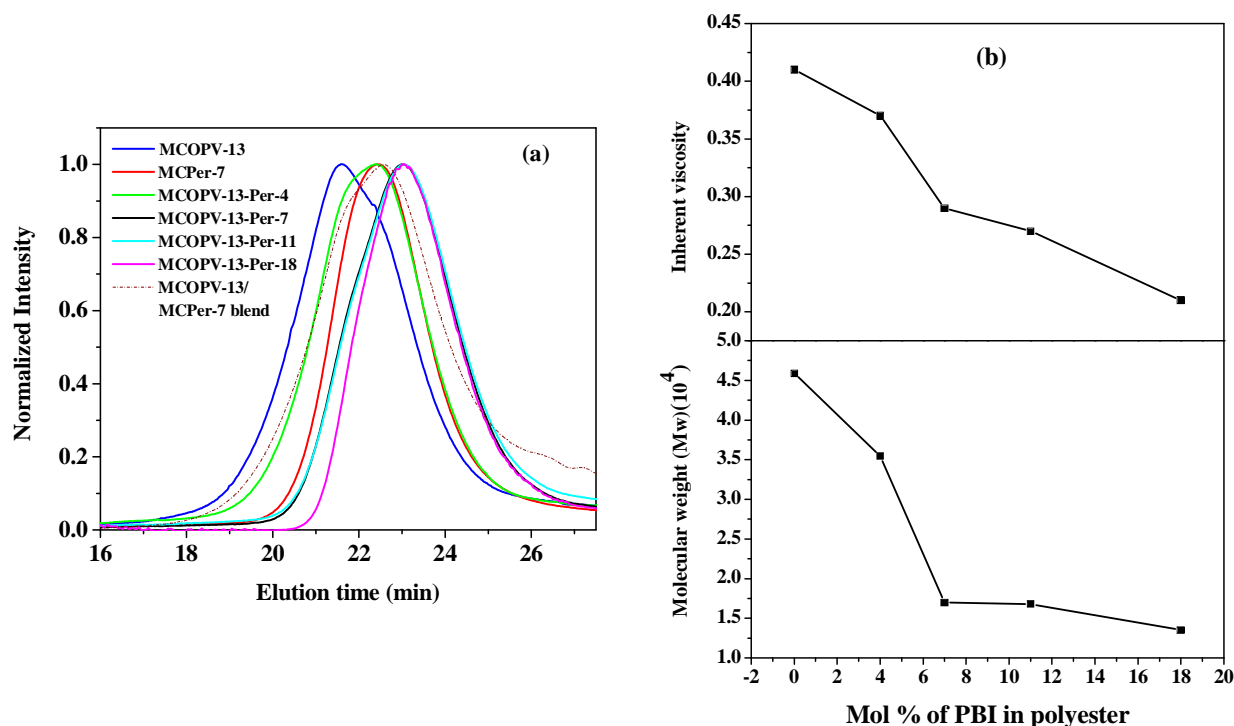 (a)
MCOPV-13
MCPer-7
MCOPV-13-Per-4
MCOPV-13-Per-7
MCOPV-13-Per-11
MCOPV-13-Per-18
MCOPV-13/
MCPer-7 blend
Normalized Intensity
1.0
0.8
0.6
0.4
0.2
0.0
16 18 20 22 24 26
Elution time (min)
(b)
Inherent viscosity
0.45
0.40
0.35
0.30
0.25
0.20
Molecular weight (Mw)(10^4)
5.0
4.5
4.0
3.5
3.0
2.5
2.0
1.5
1.0
-2 0 2 4 6 8 10 12 14 16 18 20
Mol % of PBI in polyester